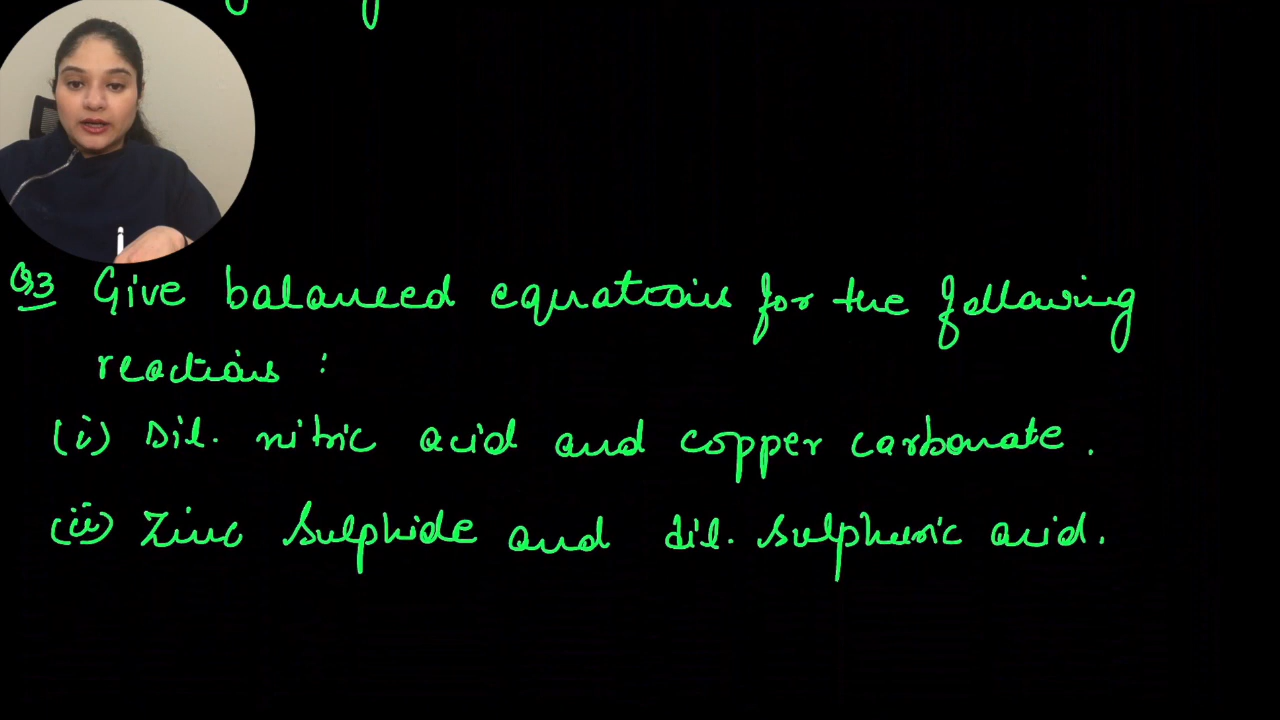 Q3 Give balanced equations for the following
reactions :
(i) Dil. nitric acid and copper carbonate.
(ii) Zinc Sulphide and dil. sulphuric acid.